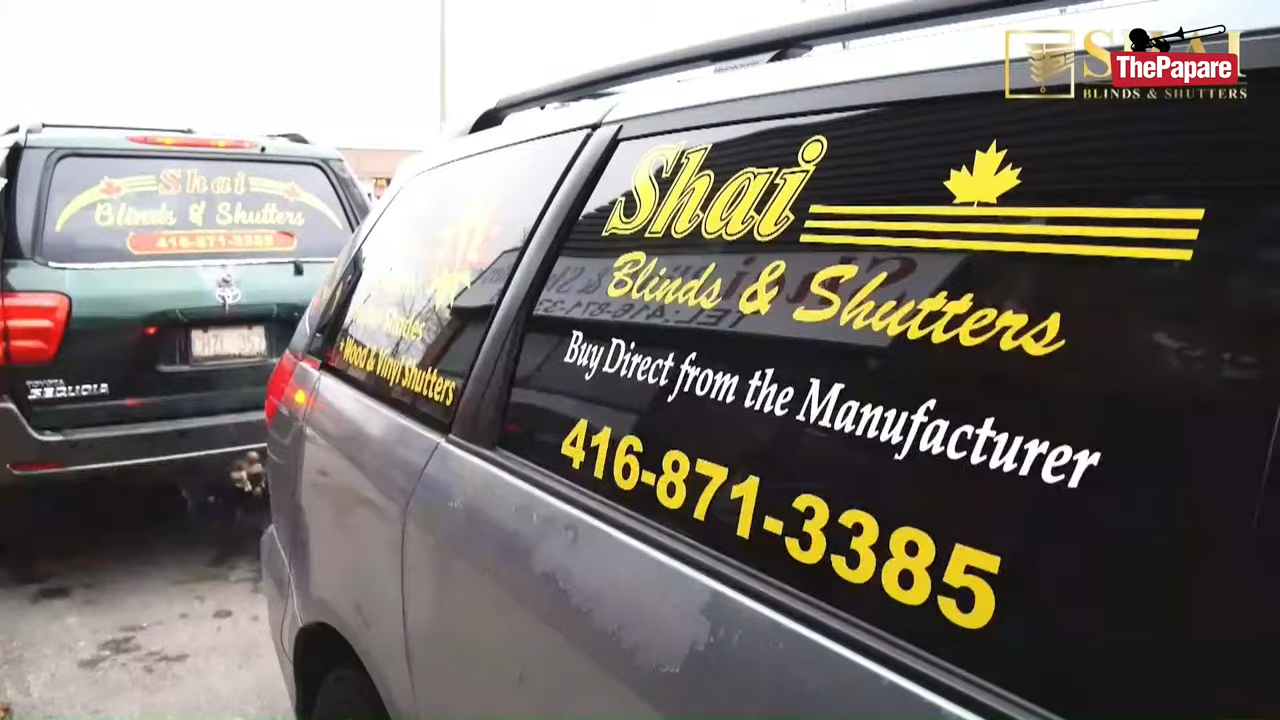 SHAI
BLINDS & SHUTTERS
ThePapare
Shai
Blinds & Shutters
416-871-3385
TOYOTA
SEQUOIA
Wood & Vinyl Shutters
Shai
Blinds & Shutters
Buy Direct from the Manufacturer
416-871-3385